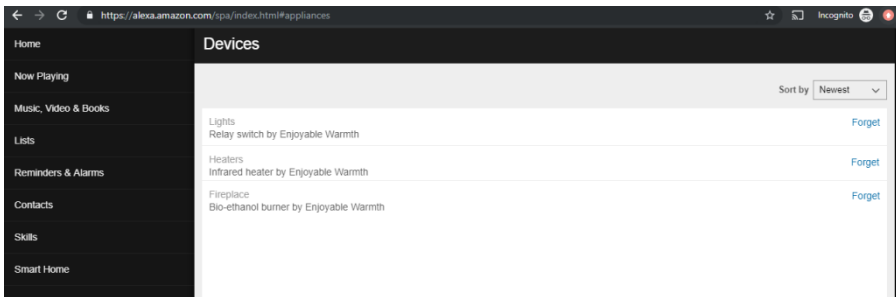 https://alexa.amazon.com/spa/index.html#appliances
Incognito
Home
Now Playing
Music, Video & Books
Lists
Reminders & Alarms
Contacts
Skills
Smart Home
Devices
Sort by Newest
Lights
Relay switch by Enjoyable Warmth
Forget
Heaters
Infrared heater by Enjoyable Warmth
Forget
Fireplace
Bio-ethanol burner by Enjoyable Warmth
Forget